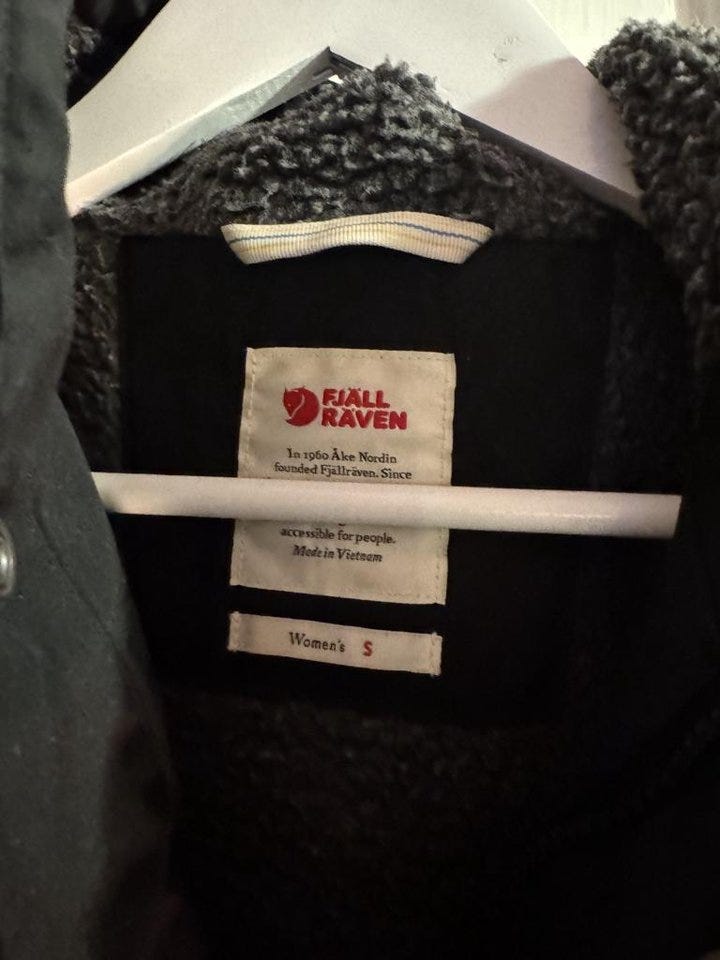 FJÄLL
RÄVEN
In 1960 Åke Nordin
founded Fjällräven. Since
accessible for people.
Made in Vietnam
Women's S